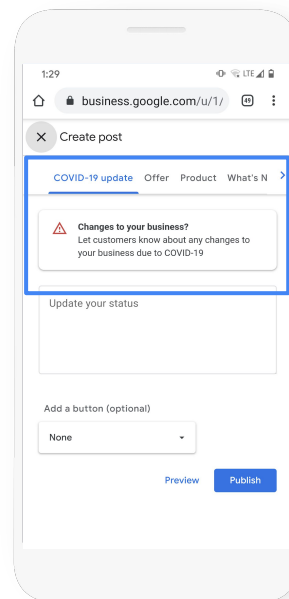 1:29 LTE
business.google.com/u/1/ 49
Create post
COVID-19 update Offer Product What's N
Changes to your business?
Let customers know about any changes to
your business due to COVID-19
Update your status
Add a button (optional)
None
Preview Publish